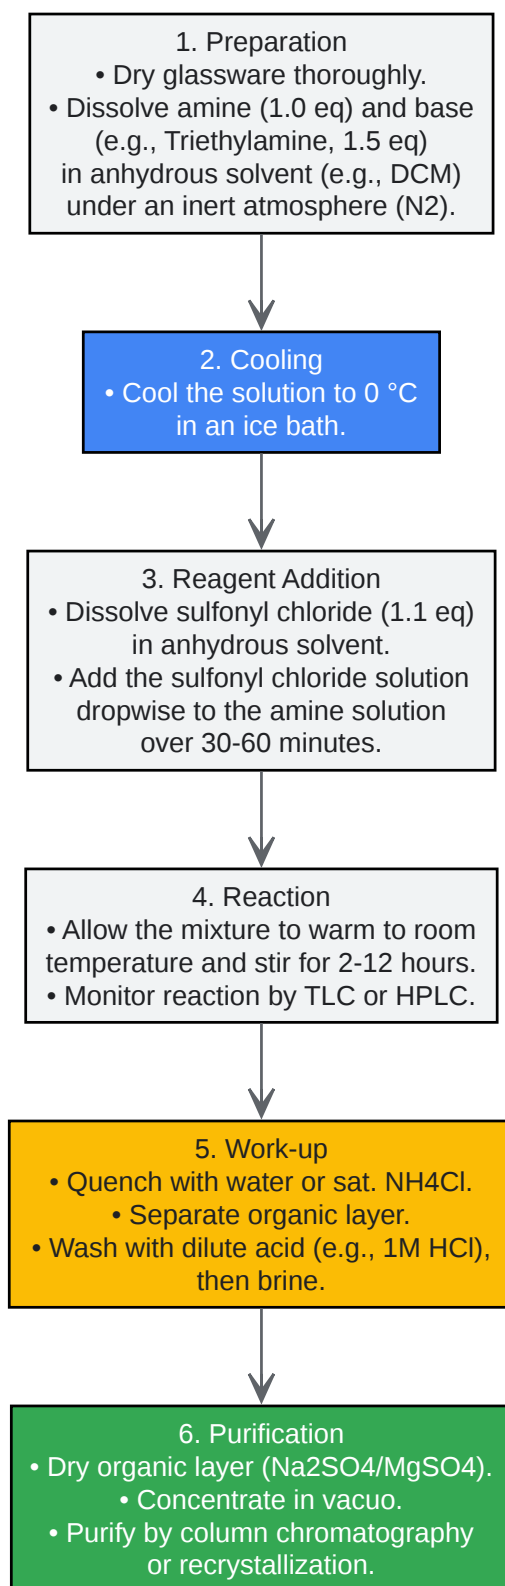 1. Preparation
• Dry glassware thoroughly.
• Dissolve amine (1.0 eq) and base
(e.g., Triethylamine, 1.5 eq)
in anhydrous solvent (e.g., DCM)
under an inert atmosphere (N2).
2. Cooling
• Cool the solution to 0 °C
in an ice bath.
3. Reagent Addition
• Dissolve sulfonyl chloride (1.1 eq)
in anhydrous solvent.
• Add the sulfonyl chloride solution
dropwise to the amine solution
over 30-60 minutes.
4. Reaction
• Allow the mixture to warm to room
temperature and stir for 2-12 hours.
• Monitor reaction by TLC or HPLC.
5. Work-up
• Quench with water or sat. NH4Cl.
• Separate organic layer.
• Wash with dilute acid (e.g., 1M HCl),
then brine.
6. Purification
• Dry organic layer (Na2SO4/MgSO4).
• Concentrate in vacuo.
• Purify by column chromatography
or recrystallization.